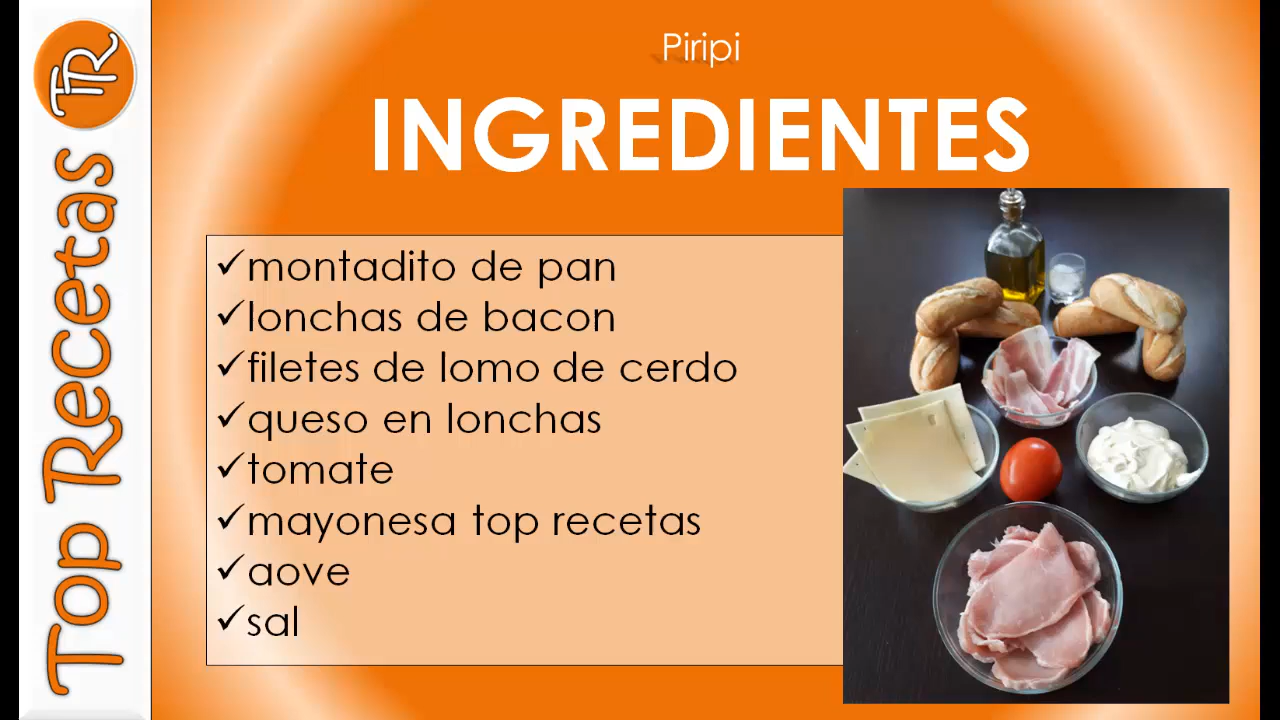 TR
Top Recetas
Piripi
INGREDIENTES
✓montadito de pan
✓lonchas de bacon
✓filetes de lomo de cerdo
✓queso en lonchas
✓tomate
✓mayonesa top recetas
✓aove
✓sal